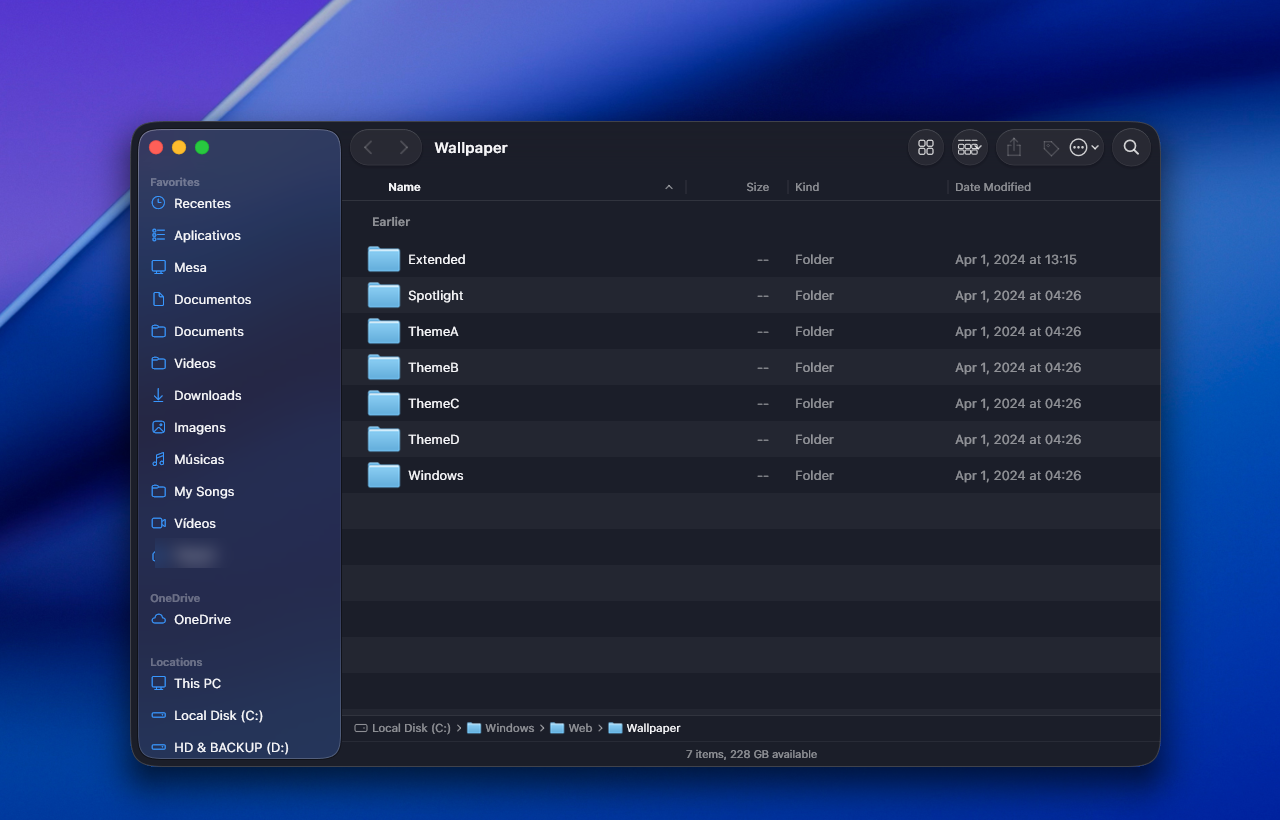 Wallpaper
Favorites
Recentes
Aplicativos
Mesa
Documentos
Documents
Videos
Downloads
Imagens
Músicas
My Songs
Vídeos
OneDrive
OneDrive
Locations
This PC
Local Disk (C:)
HD & BACKUP (D:)
Name Size Kind Date Modified
Earlier
Extended -- Folder Apr 1, 2024 at 13:15
Spotlight -- Folder Apr 1, 2024 at 04:26
ThemeA -- Folder Apr 1, 2024 at 04:26
ThemeB -- Folder Apr 1, 2024 at 04:26
ThemeC -- Folder Apr 1, 2024 at 04:26
ThemeD -- Folder Apr 1, 2024 at 04:26
Windows -- Folder Apr 1, 2024 at 04:26
Local Disk (C:) > Windows > Web > Wallpaper
7 items, 228 GB available